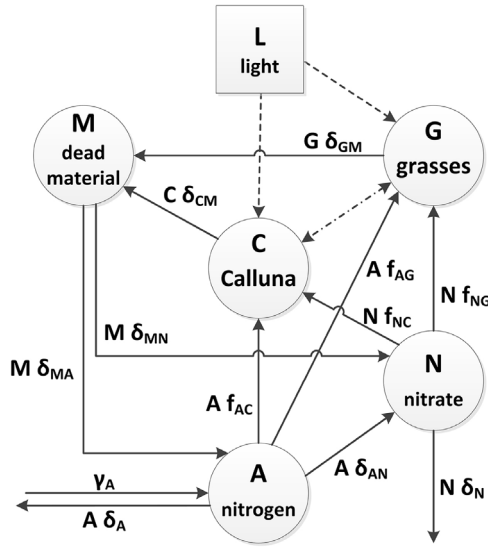 L
light
M
dead
material
G
grasses
G δGM
C δCM
C
Calluna
A fAG
N fNG
N fNC
M δMN
M δMA
A fAC
N
nitrate
A
nitrogen
A δAN
N δN
γA
A δA